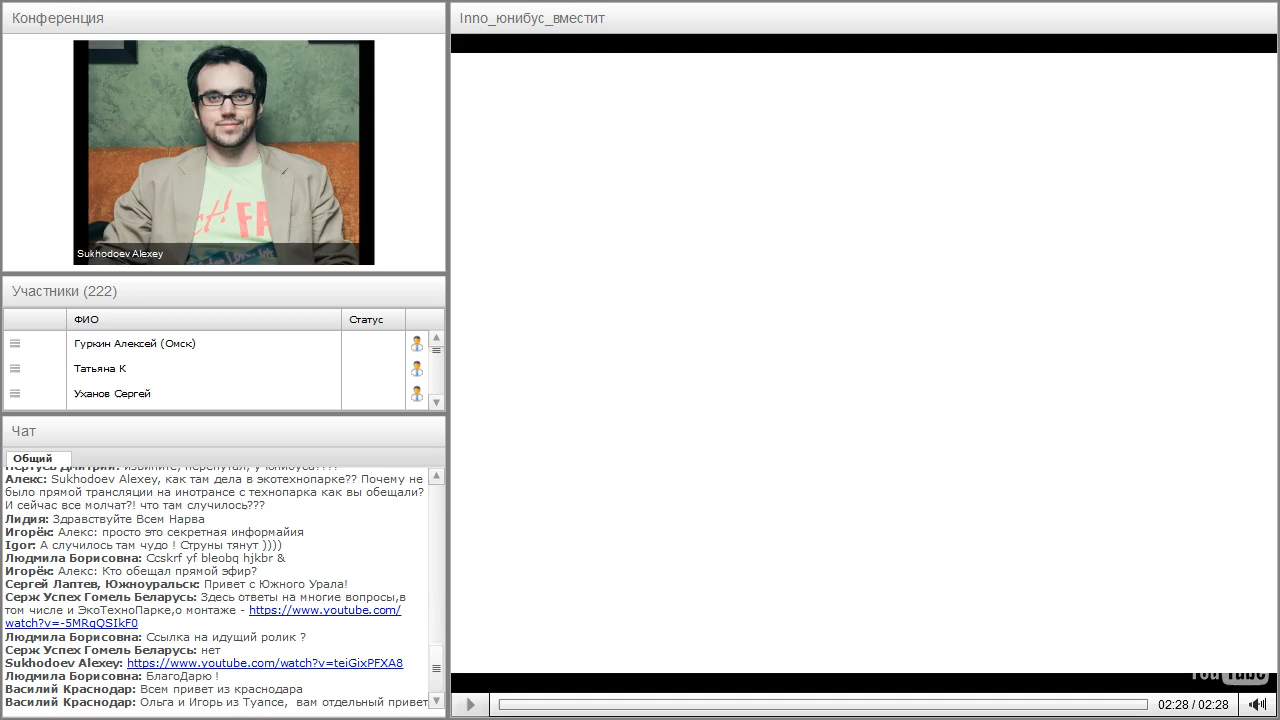 Конференция
Sukhodoev Alexey
Участники (222)
ФИО Статус
Гуркин Алексей (Омск)
Татьяна К
Уханов Сергей
Чат
Общий
извините, перепутал, у юнибуса????
Алекс: Sukhodoev Alexey, как там дела в экотехнопарке?? Почему не
было прямой трансляции на инотрансе с технопарка как вы обещали?
И сейчас все молчат?! что там случилось???
Лидия: Здравствуйте Всем Нарва
Игорёк: Алекс: просто это секретная информайия
Igor: А случилось там чудо ! Струны тянут ))))
Людмила Борисовна: Ccskrf yf bleobq hjkbr &
Игорёк: Алекс: Кто обещал прямой эфир?
Сергей Лаптев, Южноуральск: Привет с Южного Урала!
Серж Успех Гомель Беларусь: Здесь ответы на многие вопросы,в
том числе и ЭкоТехноПарке,о монтаже - https://www.youtube.com/
watch?v=-5MRqQSIkF0
Людмила Борисовна: Ссылка на идущий ролик ?
Серж Успех Гомель Беларусь: нет
Sukhodoev Alexey: https://www.youtube.com/watch?v=teiGixPFXA8
Людмила Борисовна: БлагоДарю !
Василий Краснодар: Всем привет из краснодара
Василий Краснодар: Ольга и Игорь из Туапсе, вам отдельный привет
Inno_юнибус_вместит
YouTube
02:28 / 02:28